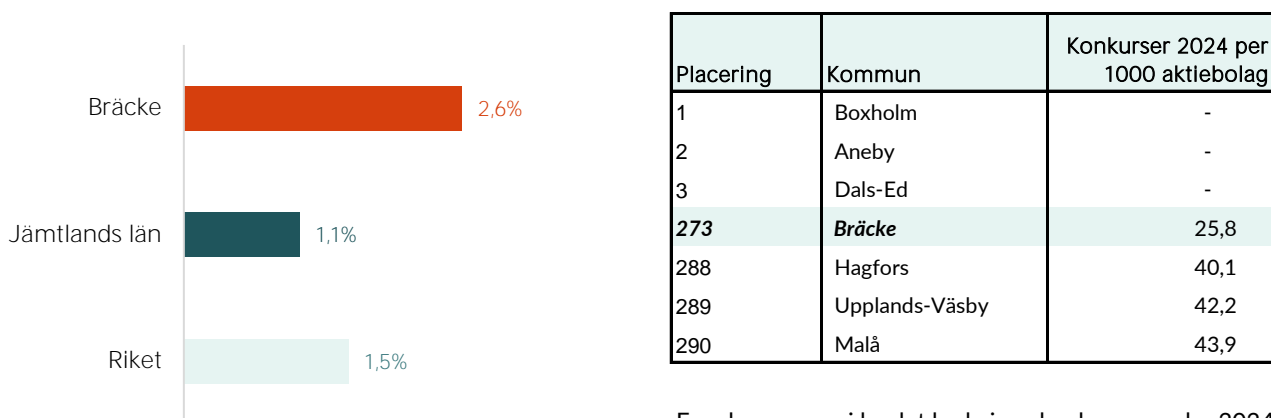 Bräcke 2,6%
Jämtlands län 1,1%
Riket 1,5%
Placering Kommun Konkurser 2024 per
1000 aktiebolag
1 Boxholm -
2 Aneby -
3 Dals-Ed -
273 Bräcke 25,8
288 Hagfors 40,1
289 Upplands-Väsby 42,2
290 Malå 43,9